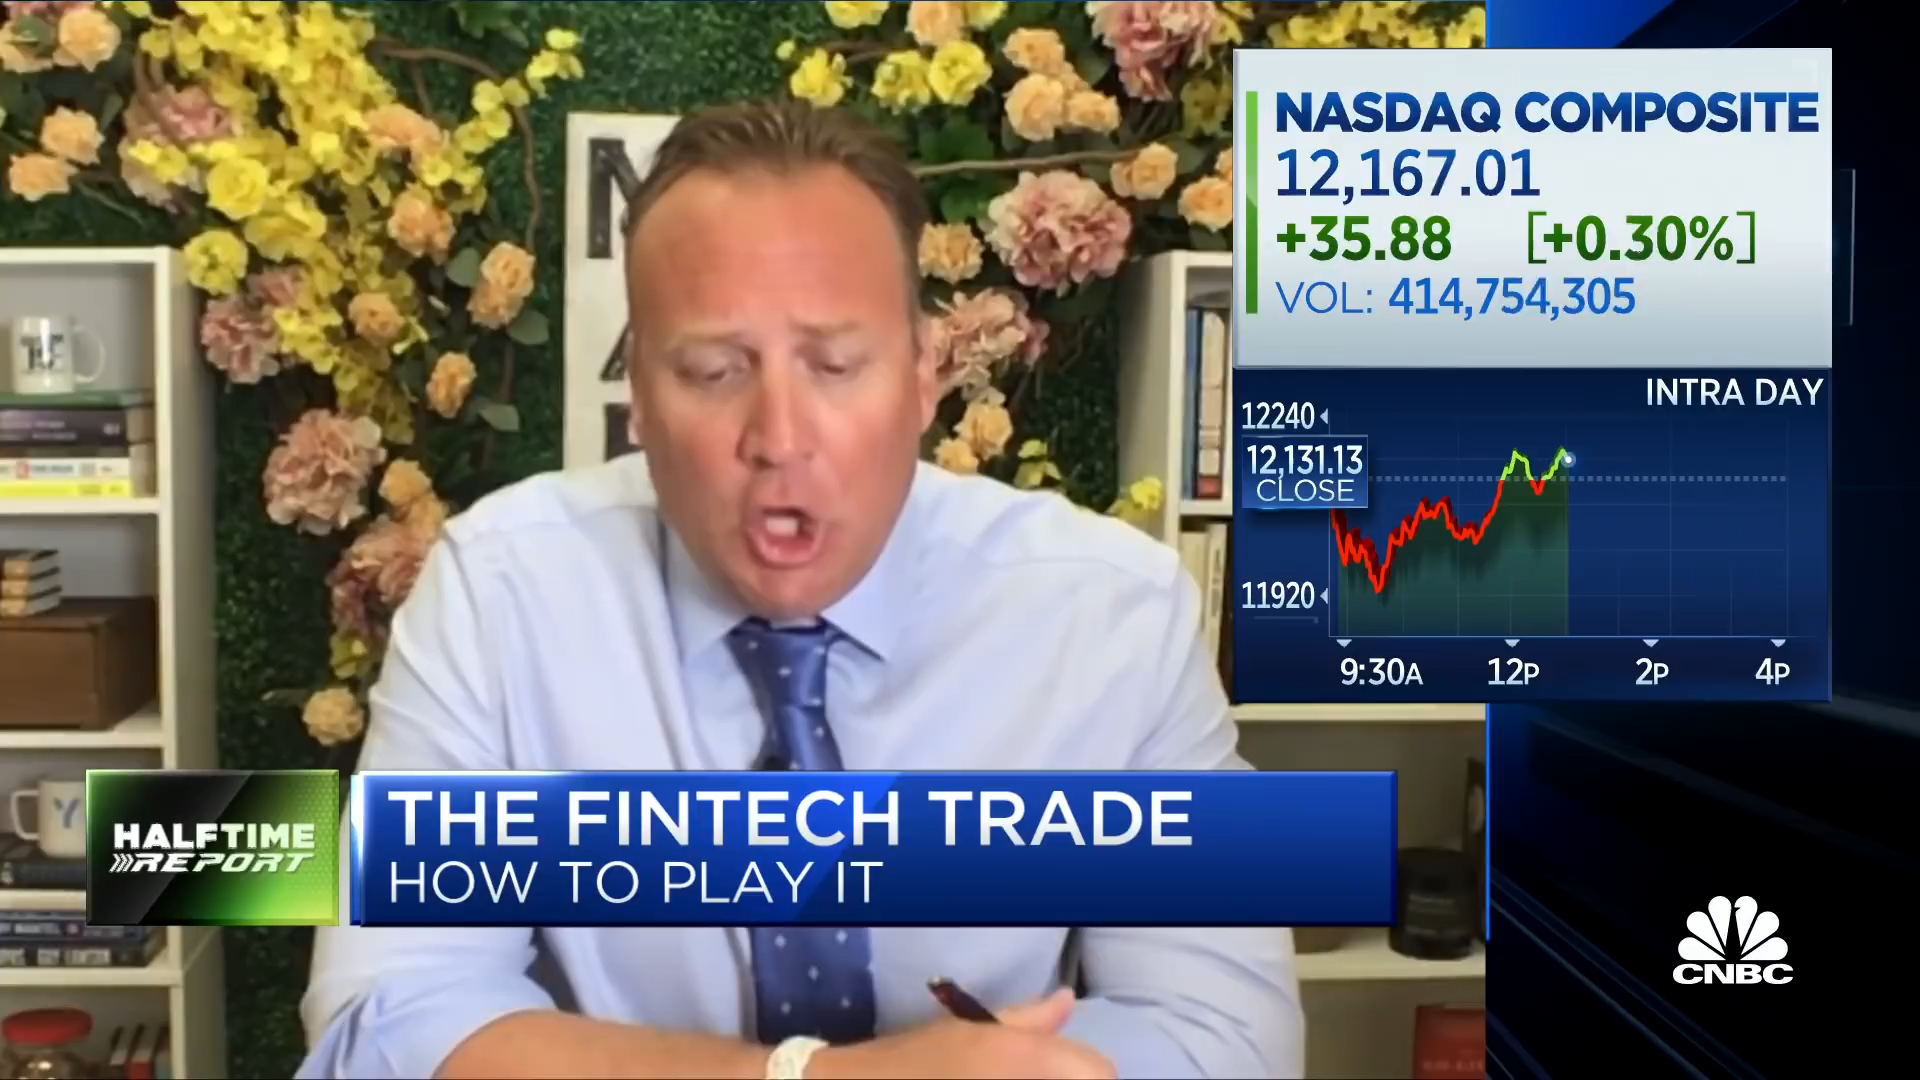 NASDAQ COMPOSITE
12,167.01
+35.88 [+0.30%]
VOL: 414,754,305
INTRA DAY
12240
12,131.13
CLOSE
11920
9:30A 12P 2P 4P
HALFTIME
REPORT
THE FINTECH TRADE
HOW TO PLAY IT
CNBC